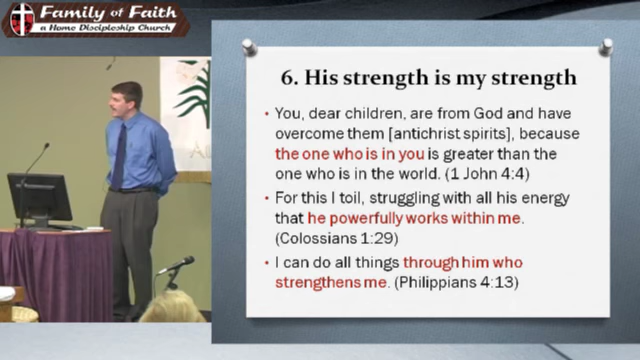 Family of Faith
a Home Discipleship Church
6. His strength is my strength
• You, dear children, are from God and have
overcome them [antichrist spirits], because
the one who is in you is greater than the
one who is in the world. (1 John 4:4)
• For this I toil, struggling with all his energy
that he powerfully works within me.
(Colossians 1:29)
• I can do all things through him who
strengthens me. (Philippians 4:13)